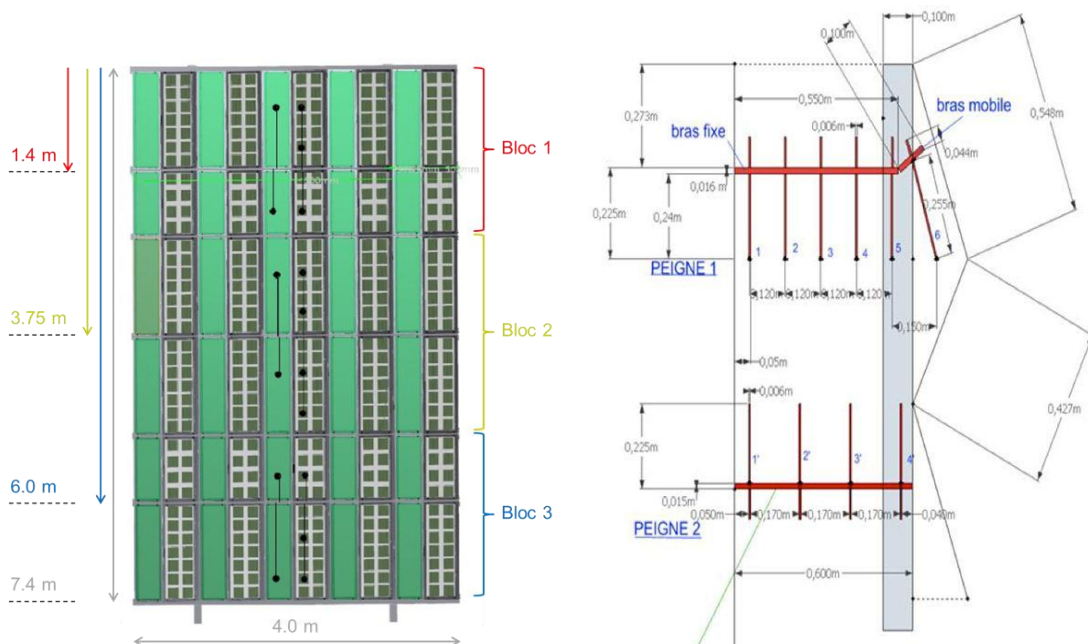 1.4 m
3.75 m
6.0 m
7.4 m
4.0 m
Bloc 1
Bloc 2
Bloc 3
0,100m
0,100m
0,550m
bras mobile
0,273m
bras fixe
0,006m
0,548m
0,044m
0,016 m
0,225m
0,24m
0,255m
1
2
3
4
5
6
PEIGNE 1
0,120m
0,120m
0,120m
0,120m
0,150m
0,05m
0,006m
0,225m
0,427m
1'
2'
3'
4'
0,015m
0,050m
0,170m
0,170m
0,170m
0,040m
PEIGNE 2
0,600m